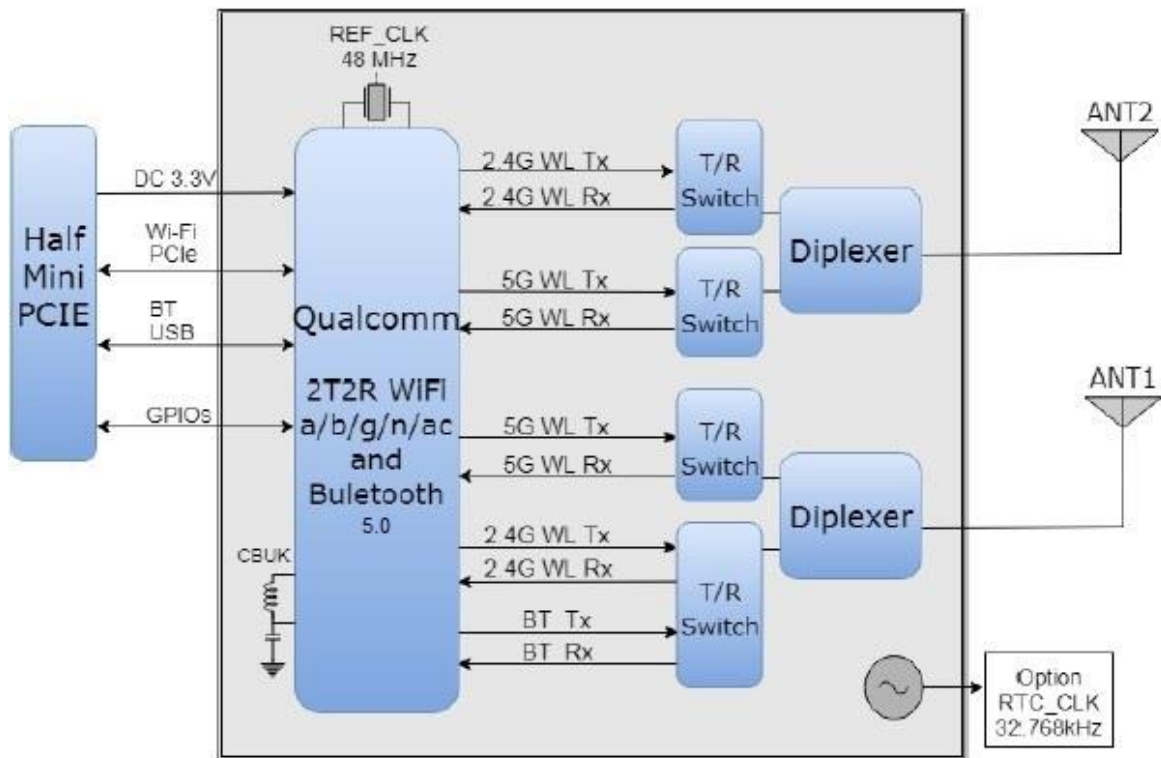 REF_CLK
48 MHz
ANT2
2.4G WL Tx
T/R
Switch
2.4G WL Rx
DC 3.3V
Half
Mini
PCIE
Wi-Fi
PCIe
Diplexer
5G WL Tx
T/R
Switch
5G WL Rx
BT
USB
Qualcomm
2T2R WIFI
a/b/g/n/ac
and
Buletooth
5.0
ANT1
GPIOs
5G WL Tx
T/R
Switch
5G WL Rx
Diplexer
2.4G WL Tx
2.4G WL Rx
T/R
Switch
CBUK
BT Tx
BT Rx
Option
RTC_CLK
32.768kHz